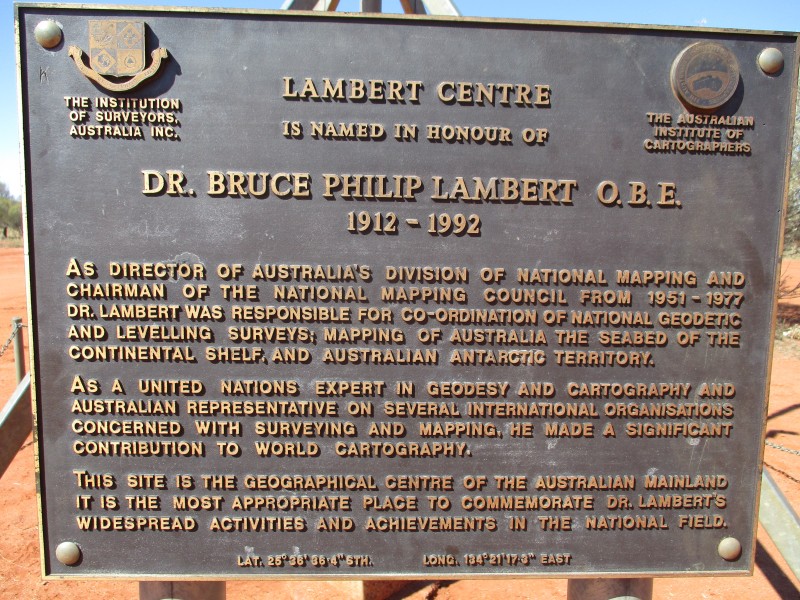 THE INSTITUTION
OF SURVEYORS,
AUSTRALIA INC.
THE AUSTRALIAN
INSTITUTE OF
CARTOGRAPHERS
LAMBERT CENTRE
IS NAMED IN HONOUR OF
DR. BRUCE PHILIP LAMBERT O.B.E.
1912 - 1992
AS DIRECTOR OF AUSTRALIA'S DIVISION OF NATIONAL MAPPING AND
CHAIRMAN OF THE NATIONAL MAPPING COUNCIL FROM 1951 - 1977
DR. LAMBERT WAS RESPONSIBLE FOR CO-ORDINATION OF NATIONAL GEODETIC
AND LEVELLING SURVEYS; MAPPING OF AUSTRALIA THE SEABED OF THE
CONTINENTAL SHELF, AND AUSTRALIAN ANTARCTIC TERRITORY.
AS A UNITED NATIONS EXPERT IN GEODESY AND CARTOGRAPHY AND
AUSTRALIAN REPRESENTATIVE ON SEVERAL INTERNATIONAL ORGANISATIONS
CONCERNED WITH SURVEYING AND MAPPING, HE MADE A SIGNIFICANT
CONTRIBUTION TO WORLD CARTOGRAPHY.
THIS SITE IS THE GEOGRAPHICAL CENTRE OF THE AUSTRALIAN MAINLAND
IT IS THE MOST APPROPRIATE PLACE TO COMMEMORATE DR. LAMBERT'S
WIDESPREAD ACTIVITIES AND ACHIEVEMENTS IN THE NATIONAL FIELD.
LAT. 25° 36' 36·4" STH. LONG. 134° 21' 17·3" EAST